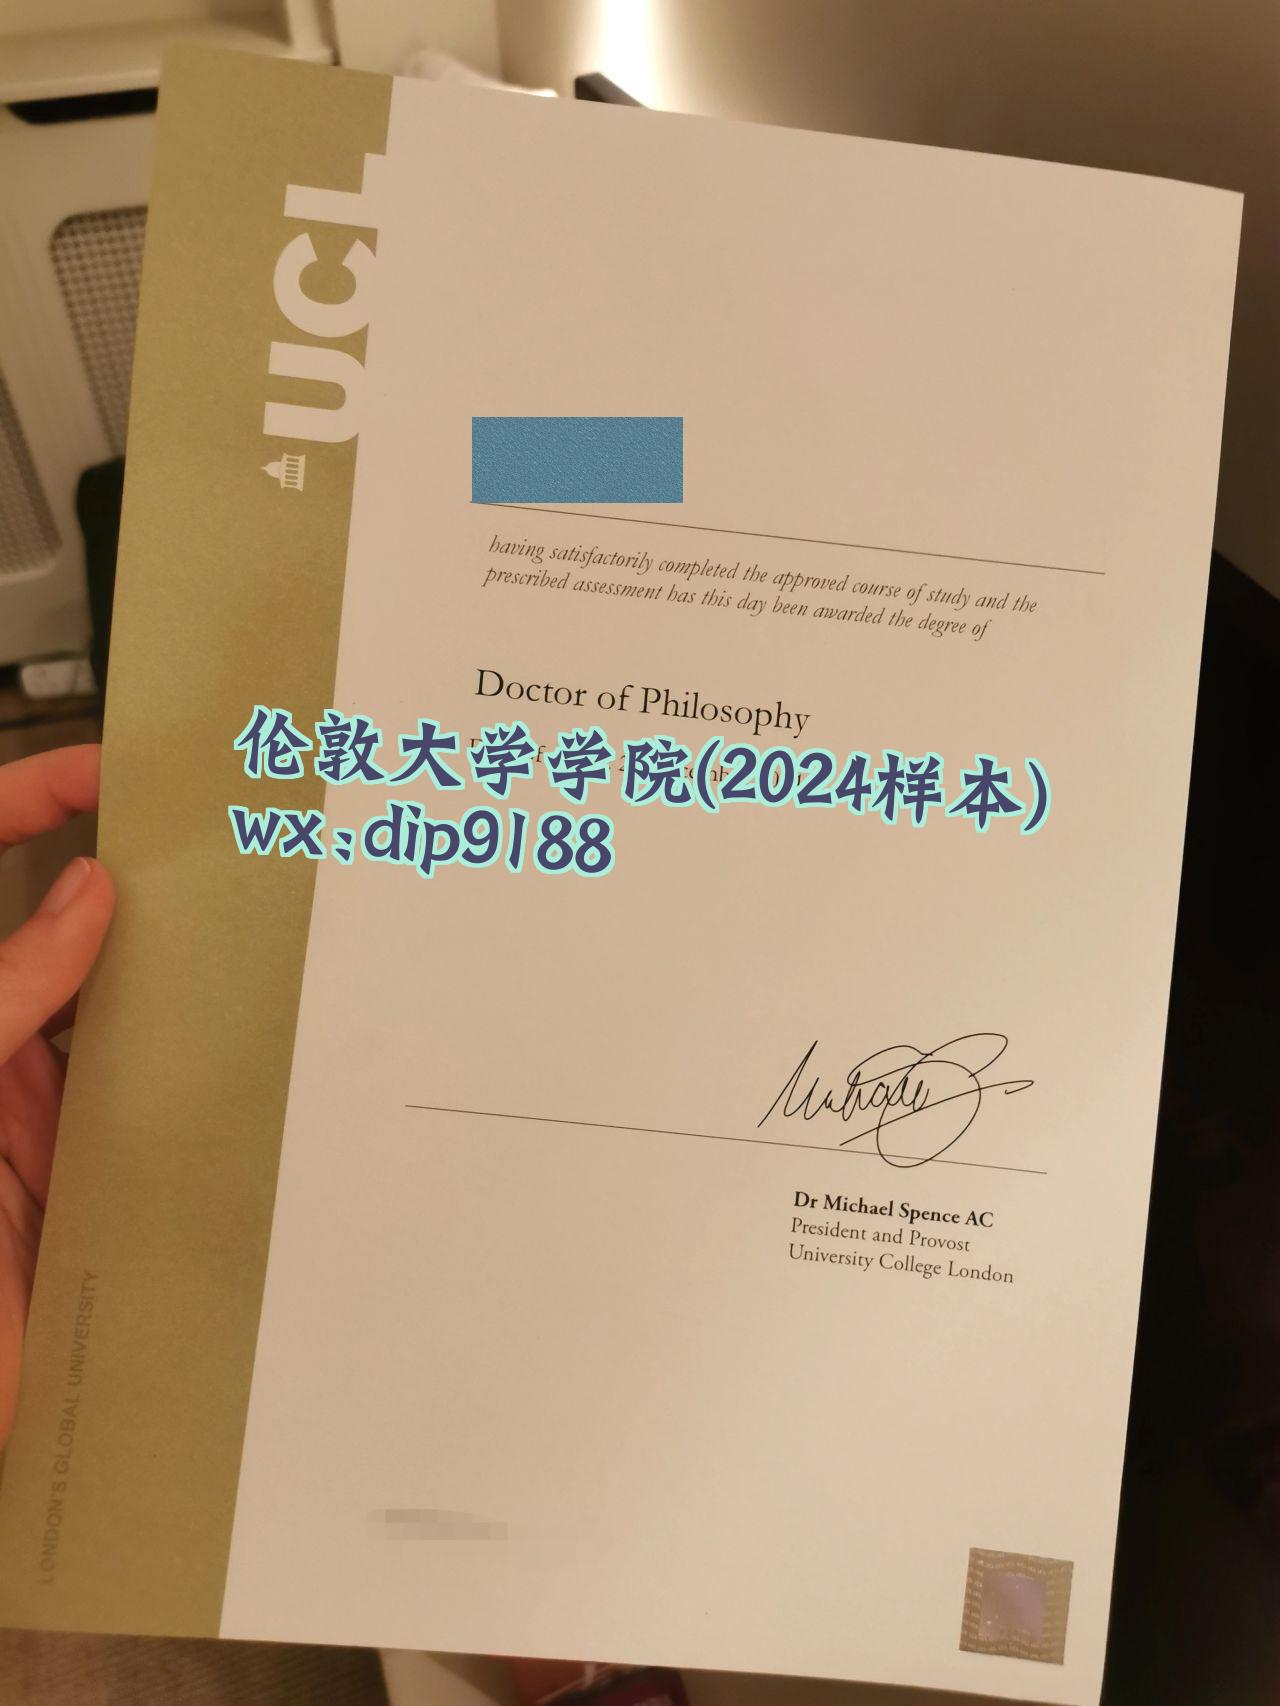 UCL
having satisfactorily completed the approved course of study and the
prescribed assessment has this day been awarded the degree of
Doctor of Philosophy
伦敦大学学院(2024样本)
wx:dip9188
Dr Michael Spence AC
President and Provost
University College London
LONDON'S GLOBAL UNIVERSITY